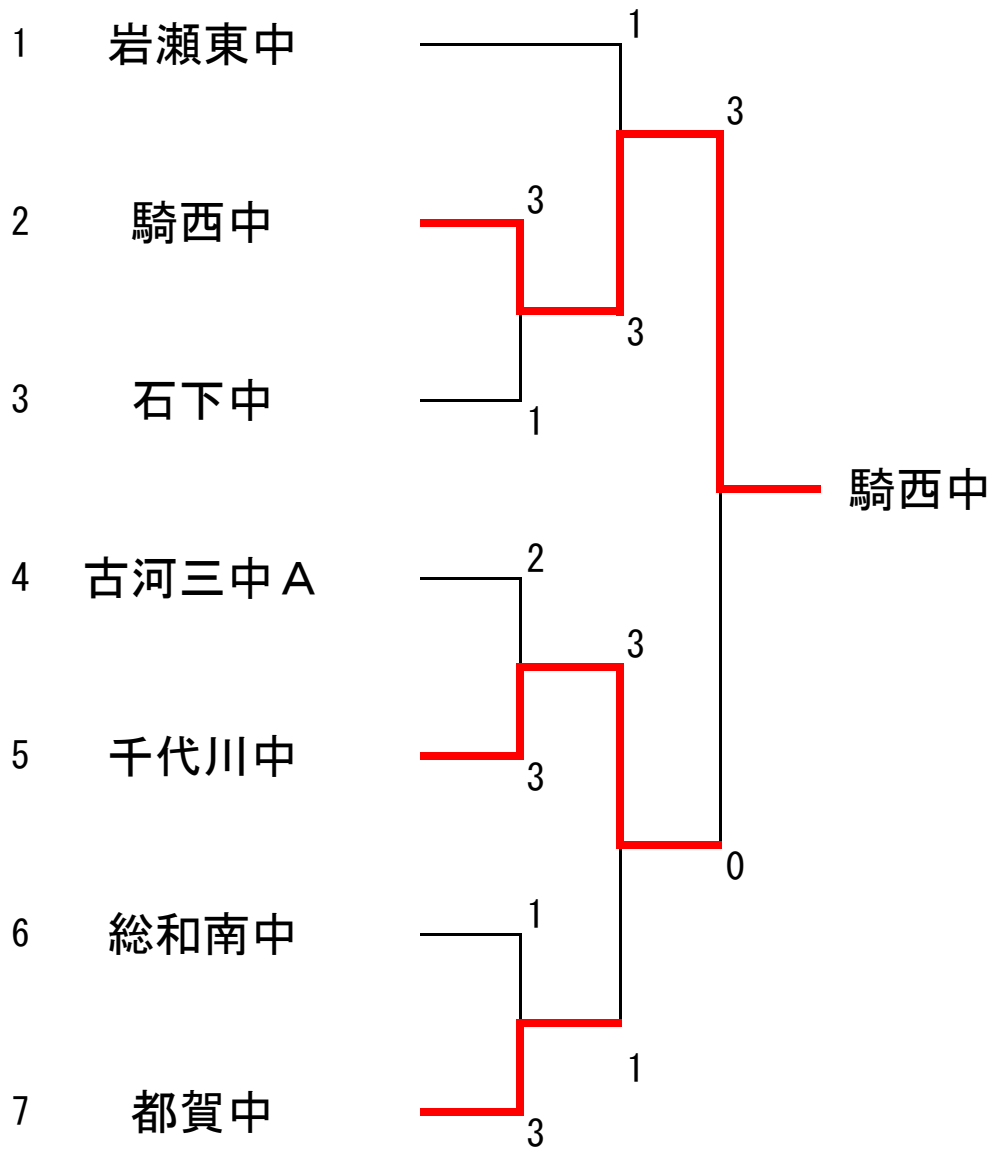 1 岩瀬東中 1
3
2 騎西中 3
3
3 石下中 1
騎西中
4 古河三中Ａ 2
3
5 千代川中 3
0
6 総和南中 1
1
7 都賀中 3